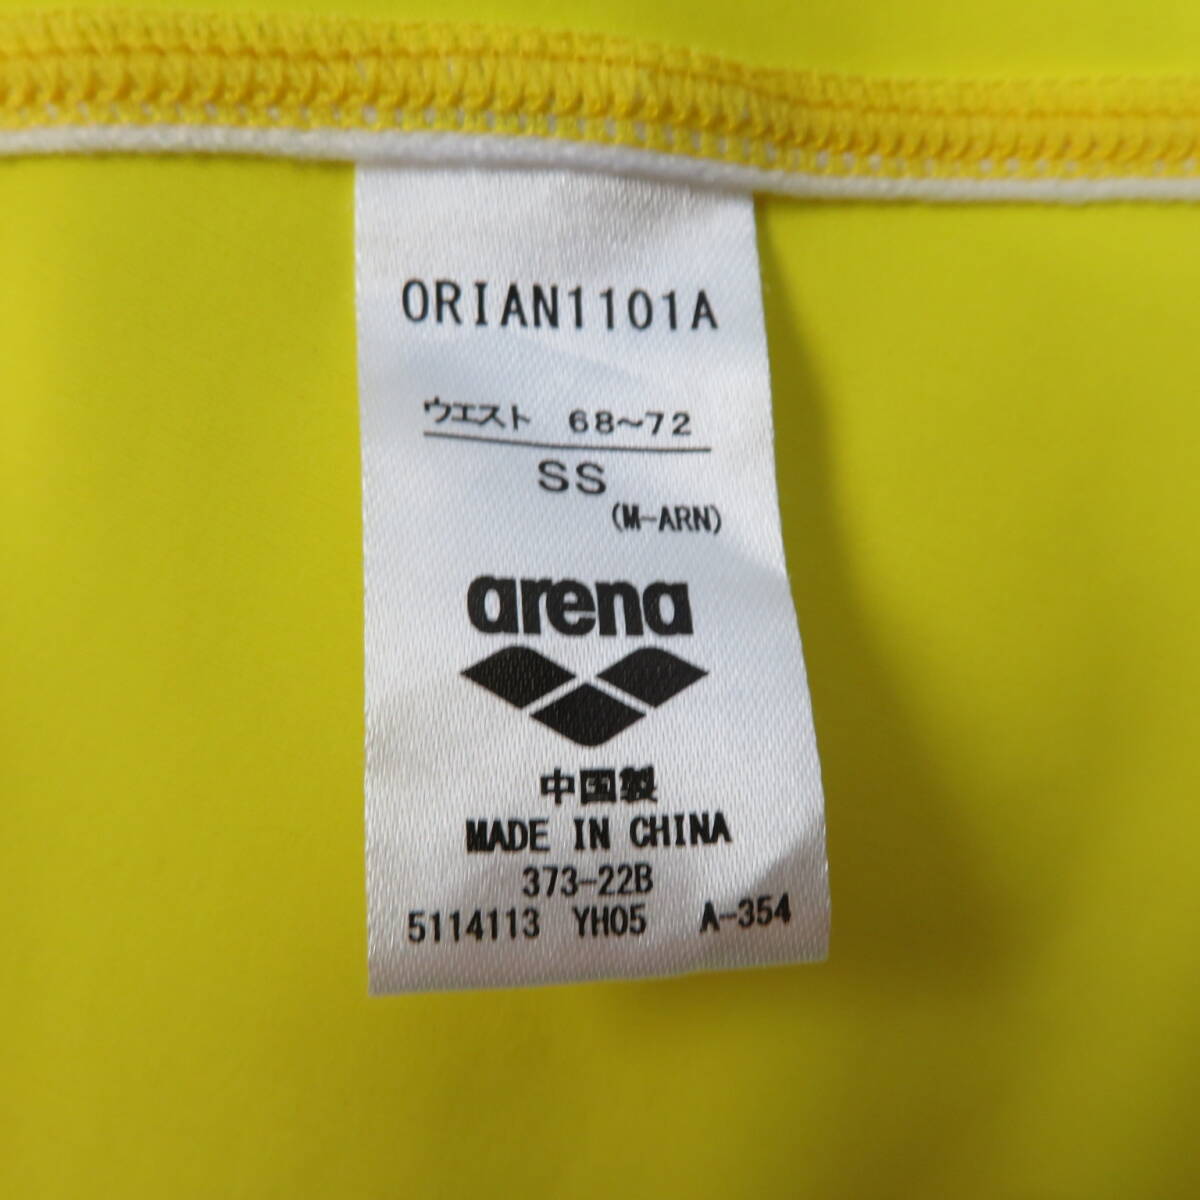 ORIAN1101A
ウエスト 68~72
SS
(M-ARN)
arena
中国製
MADE IN CHINA
373-22B
5114113 YH05 A-354